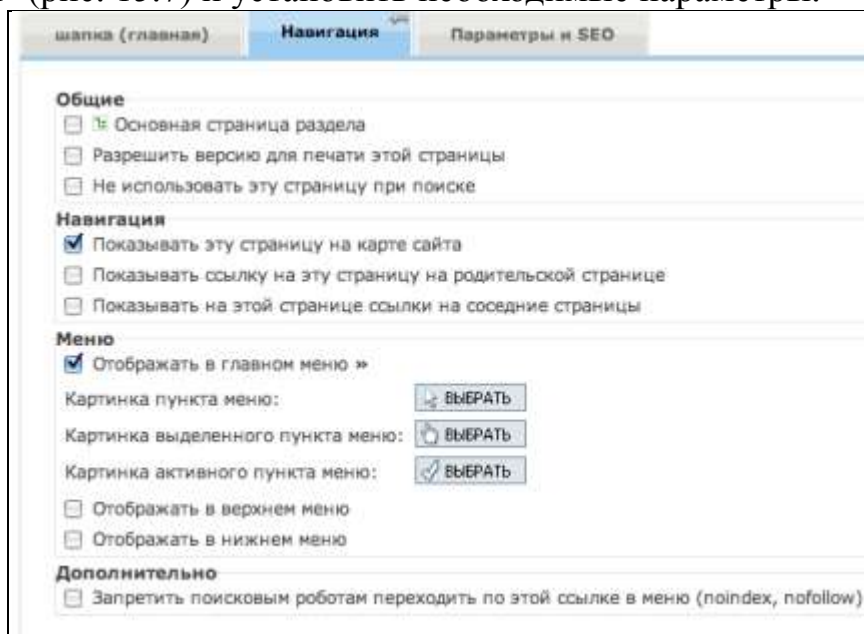 (рис. 13.7) и установить необходимые параметры.
шапка (главная) Навигация Параметры и SEO
Общие
Основная страница раздела
Разрешить версию для печати этой страницы
Не использовать эту страницу при поиске
Навигация
Показывать эту страницу на карте сайта
Показывать ссылку на эту страницу на родительской странице
Показывать на этой странице ссылки на соседние страницы
Меню
Отображать в главном меню »
Картинка пункта меню: ВЫБРАТЬ
Картинка выделенного пункта меню: ВЫБРАТЬ
Картинка активного пункта меню: ВЫБРАТЬ
Отображать в верхнем меню
Отображать в нижнем меню
Дополнительно
Запретить поисковым роботам переходить по этой ссылке в меню (noindex, nofollow)